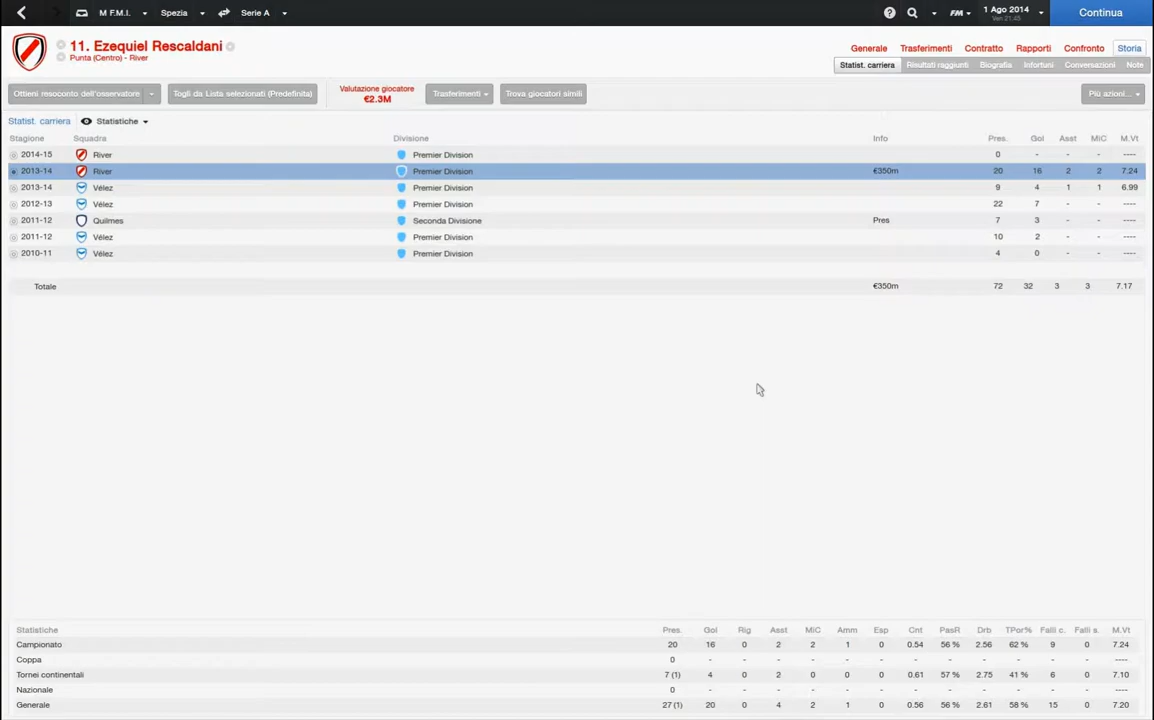 M F.M.I. Spezia Serie A FM 1 Ago 2014 Continua
Ven 21:45
11. Ezequiel Rescaldani
Punta (Centro) - River
Generale Trasferimenti Contratto Rapporti Confronto Storia
Statist. carriera Risultati raggiunti Biografia Infortuni Conversazioni Note
Ottieni resoconto dell'osservatore Togli da Lista selezionati (Predefinita) Valutazione giocatore Trasferimenti Trova giocatori simili Più azioni...
€2.3M
Statist. carriera Statistiche
Stagione Squadra Divisione Info Pres. Gol Asst MiC M.Vt
2014-15 River Premier Division 0 - - - ----
2013-14 River Premier Division €350m 20 16 2 2 7.24
2013-14 Vélez Premier Division 9 4 1 1 6.99
2012-13 Vélez Premier Division 22 7 - - ----
2011-12 Quilmes Seconda Divisione Pres 7 3 - - ----
2011-12 Vélez Premier Division 10 2 - - ----
2010-11 Vélez Premier Division 4 0 - - ----
Totale €350m 72 32 3 3 7.17
Statistiche Pres. Gol Rig Asst MiC Amm Esp Cnt PasR Drb TPor% Falli c. Falli s. M.Vt
Campionato 20 16 0 2 2 1 0 0.54 56 % 2.56 62 % 9 0 7.24
Coppa 0 - - - - - - - - - - - - ----
Tornei continentali 7 (1) 4 0 2 0 0 0 0.61 57 % 2.75 41 % 6 0 7.10
Nazionale 0 - - - - - - - - - - - - ----
Generale 27 (1) 20 0 4 2 1 0 0.56 56 % 2.61 58 % 15 0 7.20